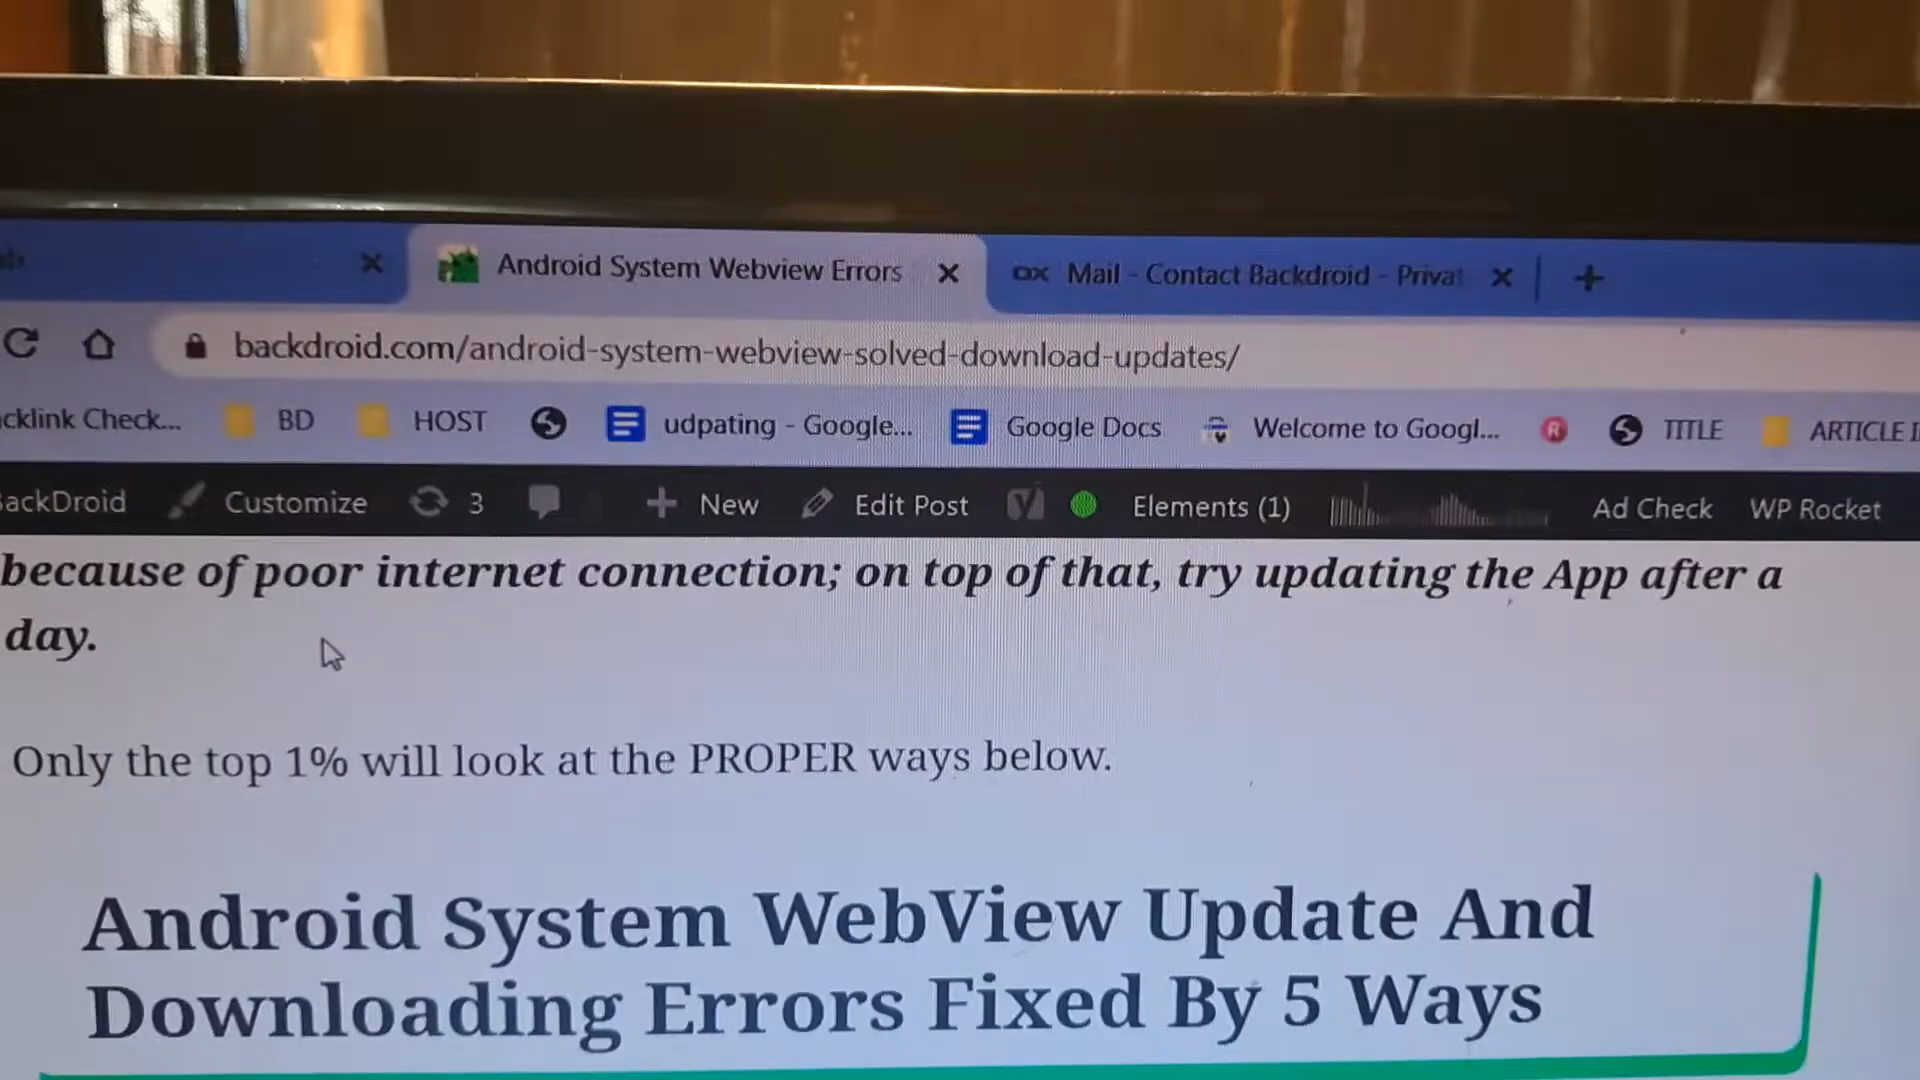 Android System Webview Errors
Mail - Contact Backdroid - Privat
backdroid.com/android-system-webview-solved-download-updates/
cklink Check... BD HOST udpating - Google... Google Docs Welcome to Googl... R TITLE ARTICLE I
BackDroid Customize 3 New Edit Post Elements (1) Ad Check WP Rocket
because of poor internet connection; on top of that, try updating the App after a
day.
Only the top 1% will look at the PROPER ways below.
Android System WebView Update And
Downloading Errors Fixed By 5 Ways